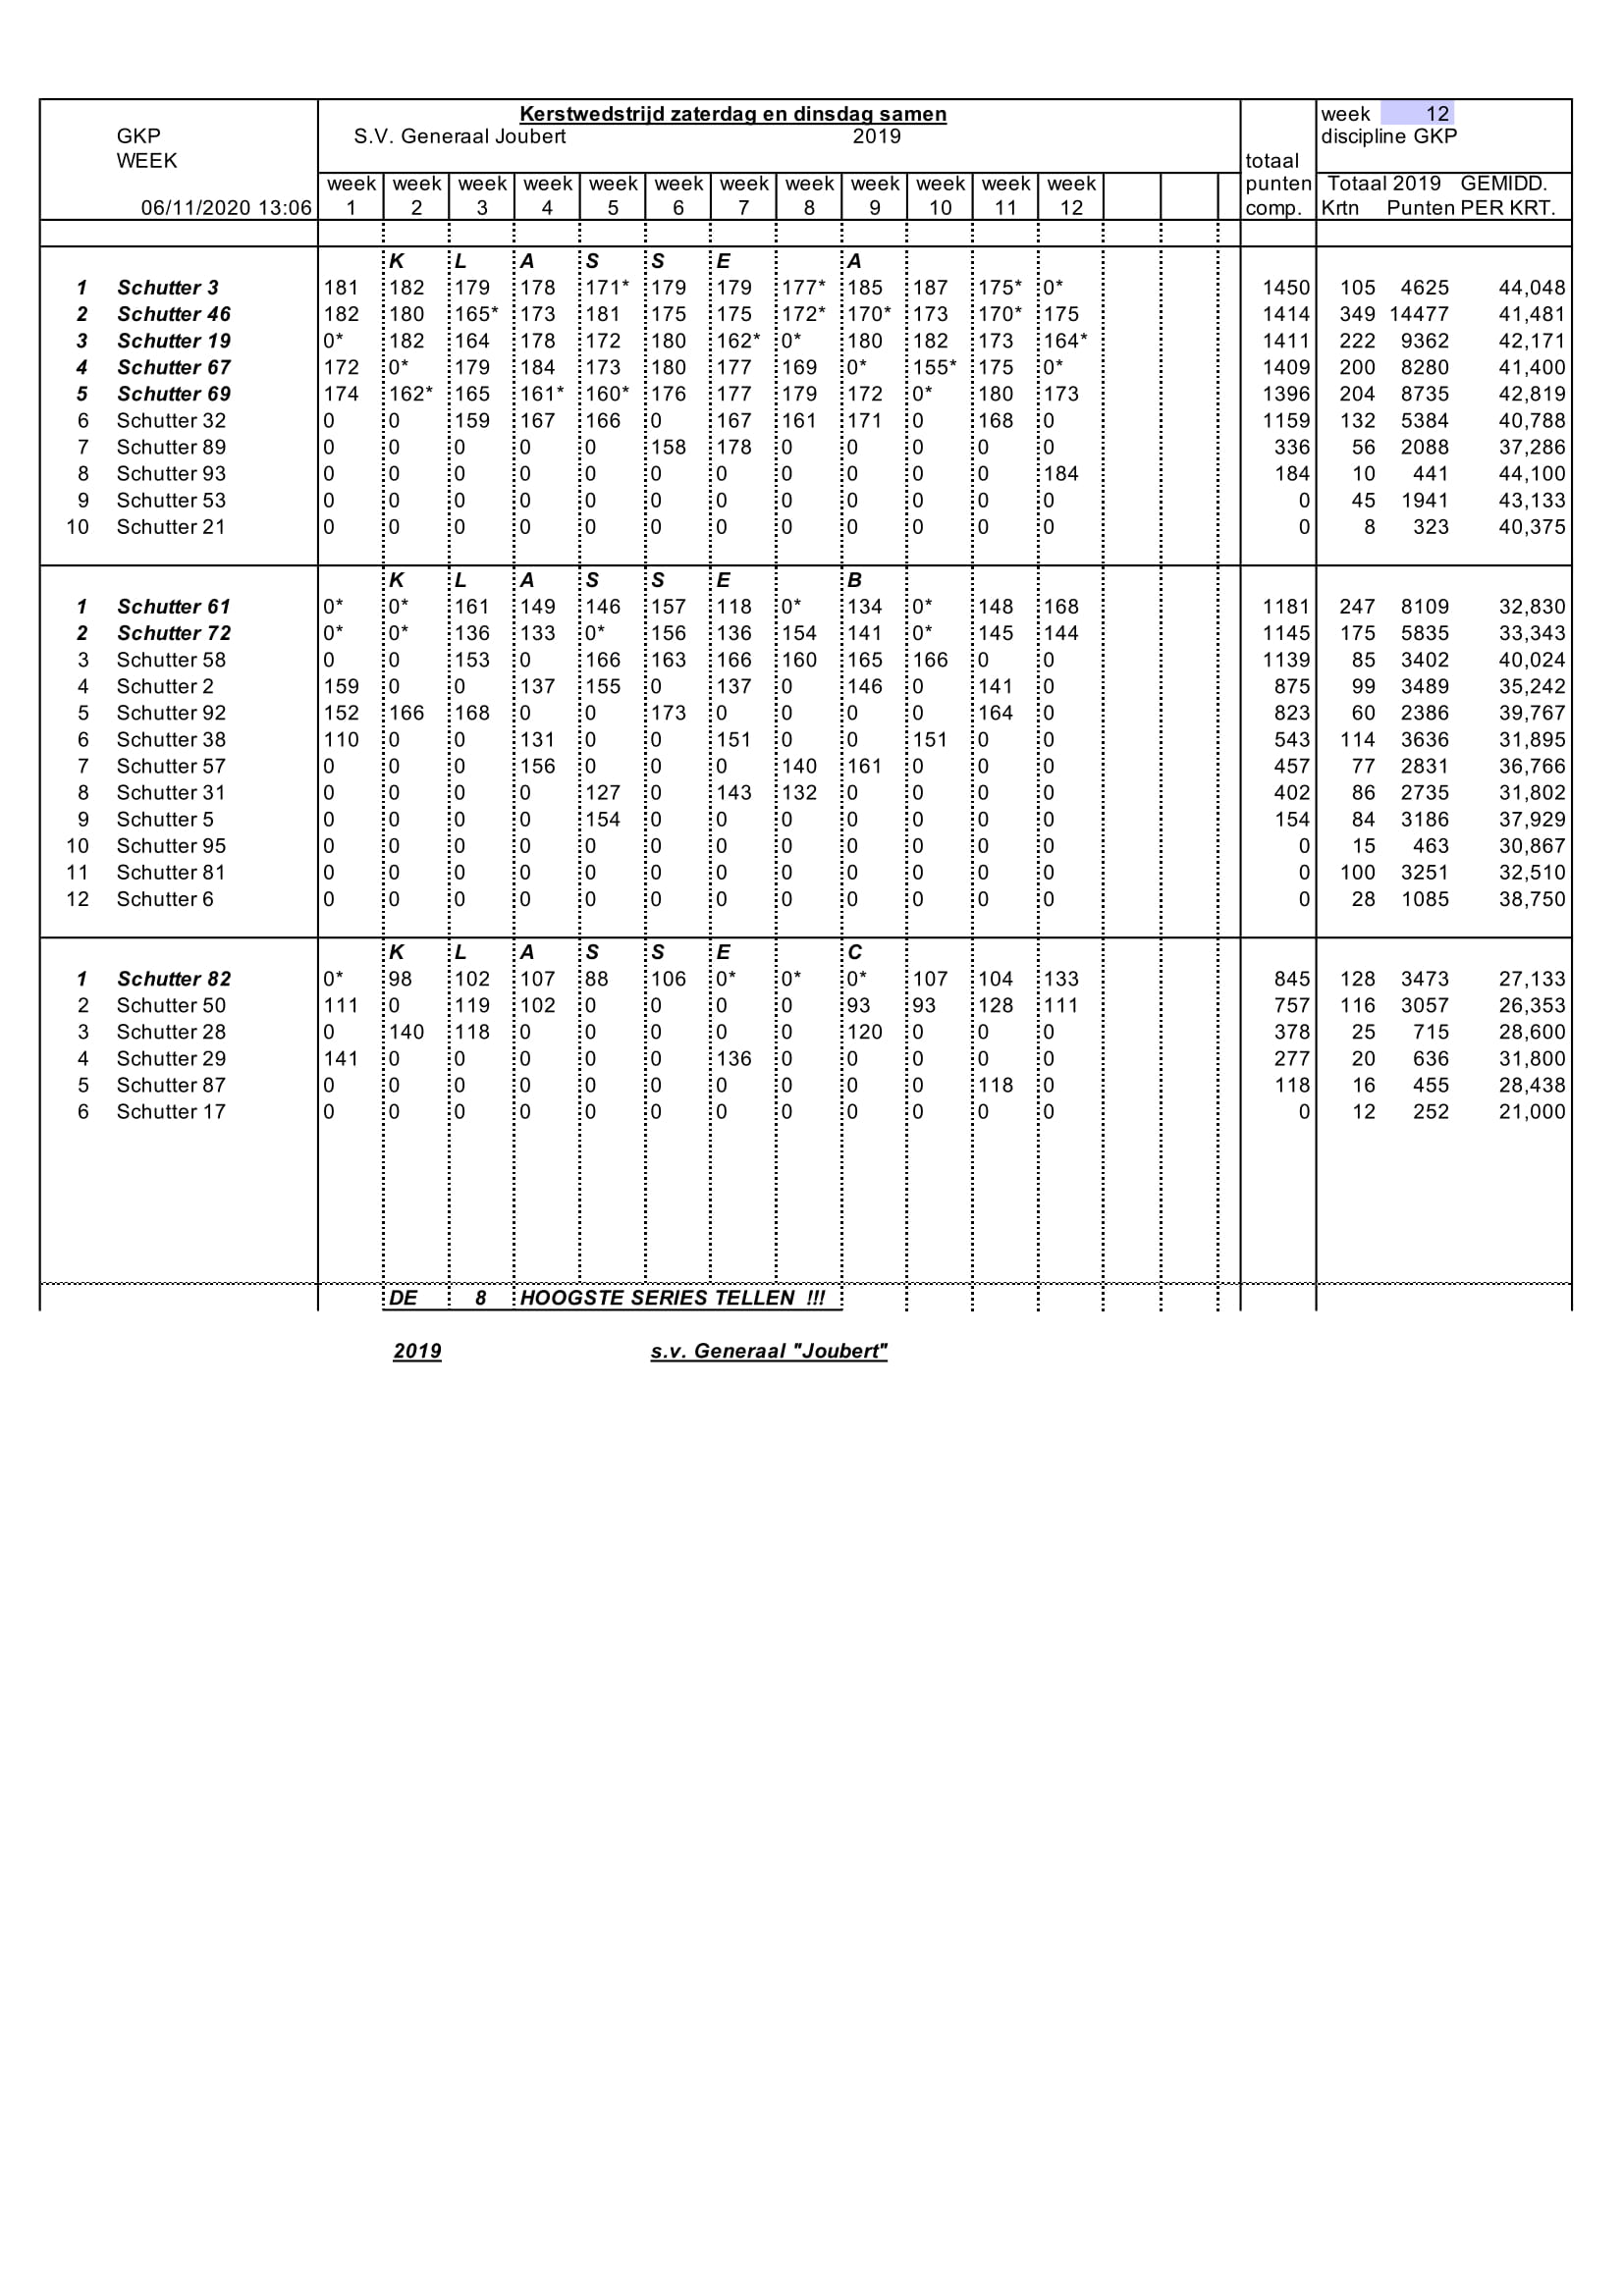 Kerstwedstrijd zaterdag en dinsdag samen week 12
GKP S.V. Generaal Joubert 2019 discipline GKP
WEEK totaal
week week week week week week week week week week week week punten Totaal 2019 GEMIDD.
06/11/2020 13:06 1 2 3 4 5 6 7 8 9 10 11 12 comp. Krtn Punten PER KRT.
K L A S S E A
1 Schutter 3 181 182 179 178 171* 179 179 177* 185 187 175* 0* 1450 105 4625 44,048
2 Schutter 46 182 180 165* 173 181 175 175 172* 170* 173 170* 175 1414 349 14477 41,481
3 Schutter 19 0* 182 164 178 172 180 162* 0* 180 182 173 164* 1411 222 9362 42,171
4 Schutter 67 172 0* 179 184 173 180 177 169 0* 155* 175 0* 1409 200 8280 41,400
5 Schutter 69 174 162* 165 161* 160* 176 177 179 172 0* 180 173 1396 204 8735 42,819
6 Schutter 32 0 0 159 167 166 0 167 161 171 0 168 0 1159 132 5384 40,788
7 Schutter 89 0 0 0 0 0 158 178 0 0 0 0 0 336 56 2088 37,286
8 Schutter 93 0 0 0 0 0 0 0 0 0 0 0 184 184 10 441 44,100
9 Schutter 53 0 0 0 0 0 0 0 0 0 0 0 0 0 45 1941 43,133
10 Schutter 21 0 0 0 0 0 0 0 0 0 0 0 0 0 8 323 40,375
K L A S S E B
1 Schutter 61 0* 0* 161 149 146 157 118 0* 134 0* 148 168 1181 247 8109 32,830
2 Schutter 72 0* 0* 136 133 0* 156 136 154 141 0* 145 144 1145 175 5835 33,343
3 Schutter 58 0 0 153 0 166 163 166 160 165 166 0 0 1139 85 3402 40,024
4 Schutter 2 159 0 0 137 155 0 137 0 146 0 141 0 875 99 3489 35,242
5 Schutter 92 152 166 168 0 0 173 0 0 0 0 164 0 823 60 2386 39,767
6 Schutter 38 110 0 0 131 0 0 151 0 0 151 0 0 543 114 3636 31,895
7 Schutter 57 0 0 0 156 0 0 0 140 161 0 0 0 457 77 2831 36,766
8 Schutter 31 0 0 0 0 127 0 143 132 0 0 0 0 402 86 2735 31,802
9 Schutter 5 0 0 0 0 154 0 0 0 0 0 0 0 154 84 3186 37,929
10 Schutter 95 0 0 0 0 0 0 0 0 0 0 0 0 0 15 463 30,867
11 Schutter 81 0 0 0 0 0 0 0 0 0 0 0 0 0 100 3251 32,510
12 Schutter 6 0 0 0 0 0 0 0 0 0 0 0 0 0 28 1085 38,750
K L A S S E C
1 Schutter 82 0* 98 102 107 88 106 0* 0* 0* 107 104 133 845 128 3473 27,133
2 Schutter 50 111 0 119 102 0 0 0 0 93 93 128 111 757 116 3057 26,353
3 Schutter 28 0 140 118 0 0 0 0 0 120 0 0 0 378 25 715 28,600
4 Schutter 29 141 0 0 0 0 0 136 0 0 0 0 0 277 20 636 31,800
5 Schutter 87 0 0 0 0 0 0 0 0 0 0 118 0 118 16 455 28,438
6 Schutter 17 0 0 0 0 0 0 0 0 0 0 0 0 0 12 252 21,000
DE 8 HOOGSTE SERIES TELLEN !!!
2019 s.v. Generaal "Joubert"